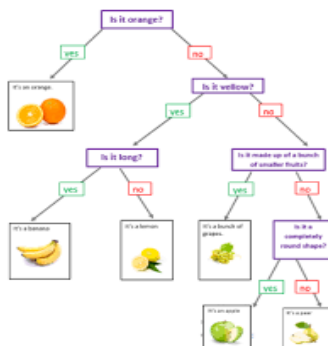 Is it orange?
yes
no
It's an orange.
Is it yellow?
yes
no
Is it long?
Is it made up of a bunch
of smaller fruits?
yes
no
yes
no
It's a banana
It's a lemon
It's a bunch of
grapes.
Is it a
completely
round shape?
yes
no
It's an apple
It's a pear